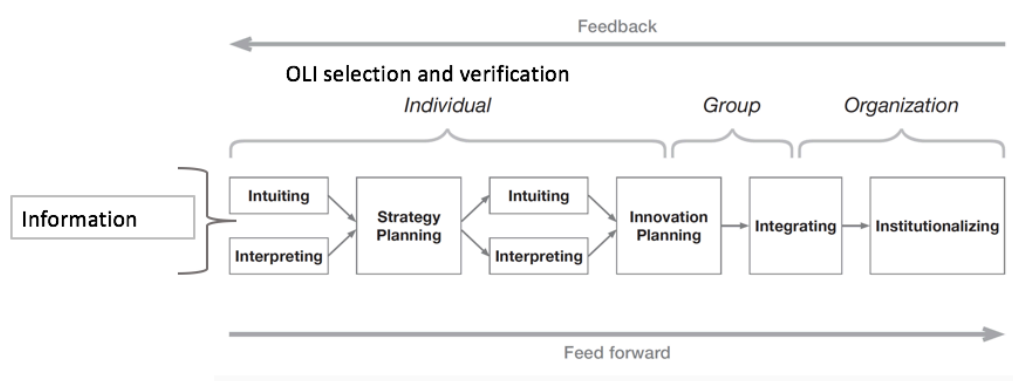 Feedback
OLI selection and verification
Individual
Group
Organization
Information
Intuiting
Interpreting
Strategy
Planning
Intuiting
Interpreting
Innovation
Planning
Integrating
Institutionalizing
Feed forward